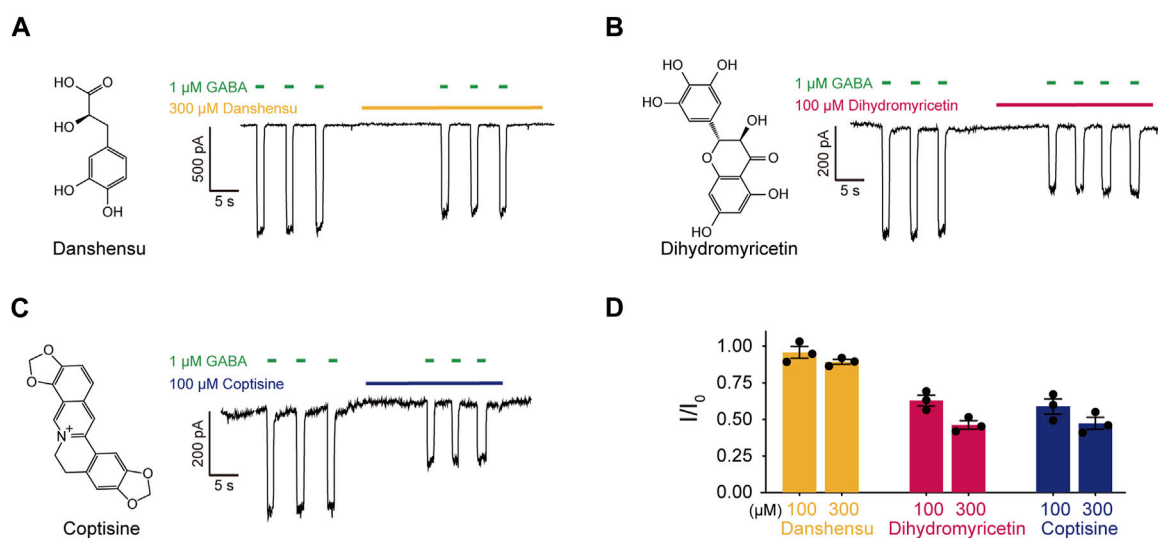 A
HO
O
HO
HO
OH
Danshensu
1 µM GABA
300 µM Danshensu
500 pA
5 s
B
OH
HO
OH
HO
OH
O
O
OH
HO
Dihydromyricetin
1 µM GABA
100 µM Dihydromyricetin
200 pA
5 s
C
O
O
N+
O
O
Coptisine
1 µM GABA
100 µM Coptisine
200 pA
5 s
D
I/I0
1.00
0.75
0.50
0.25
0.00
(µM) 100 300 100 300 100 300
Danshensu Dihydromyricetin Coptisine